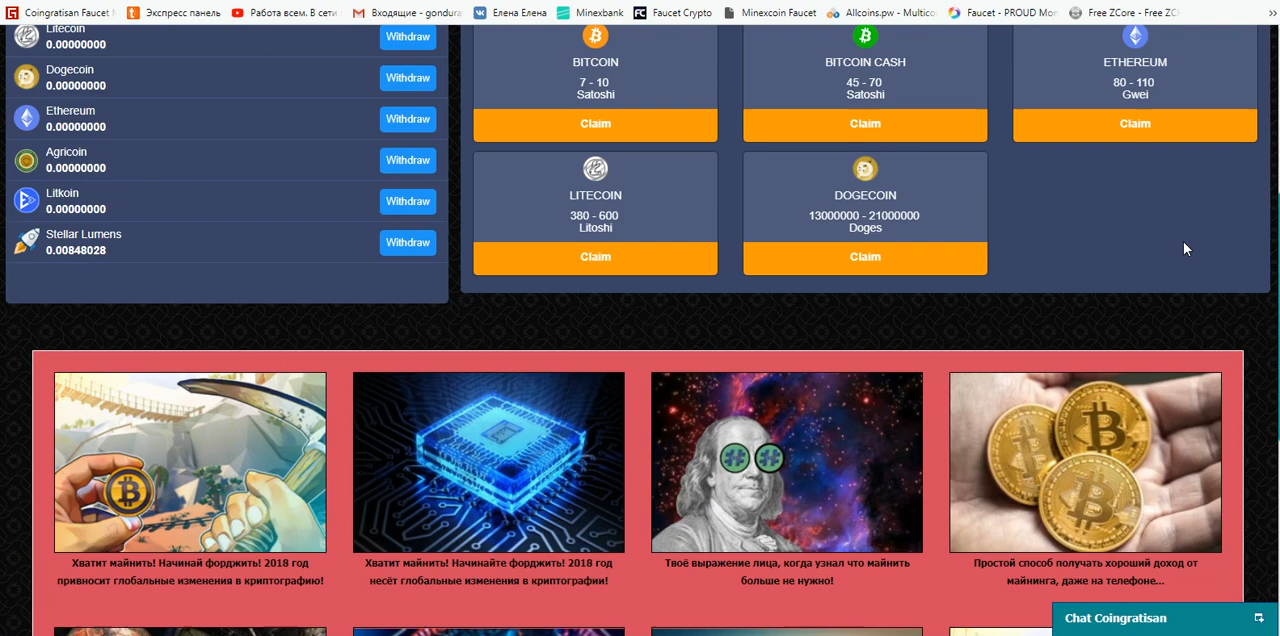 Coingratisan Faucet
Экспресс панель
Работа всем. В сети
Входящие - gondura
Елена Елена
Minexbank
Faucet Crypto
Minexcoin Faucet
Allcoins.pw - Multico
Faucet - PROUD Mon
Free ZCore - Free ZC
»
Litecoin
0.00000000
Withdraw
Dogecoin
0.00000000
Withdraw
Ethereum
0.00000000
Withdraw
Agricoin
0.00000000
Withdraw
Litkoin
0.00000000
Withdraw
Stellar Lumens
0.00848028
Withdraw
BITCOIN
7 - 10
Satoshi
Claim
BITCOIN CASH
45 - 70
Satoshi
Claim
ETHEREUM
80 - 110
Gwei
Claim
LITECOIN
380 - 600
Litoshi
Claim
DOGECOIN
13000000 - 21000000
Doges
Claim
Хватит майнить! Начинай форджить! 2018 год
привносит глобальные изменения в криптографию!
Хватит майнить! Начните форджить! 2018 год
несёт глобальные изменения в криптографии!
Твоё выражение лица, когда узнал что майнить
больше не нужно!
Простой способ получать хороший доход от
майнинга, даже на телефоне...
Chat Coingratisan